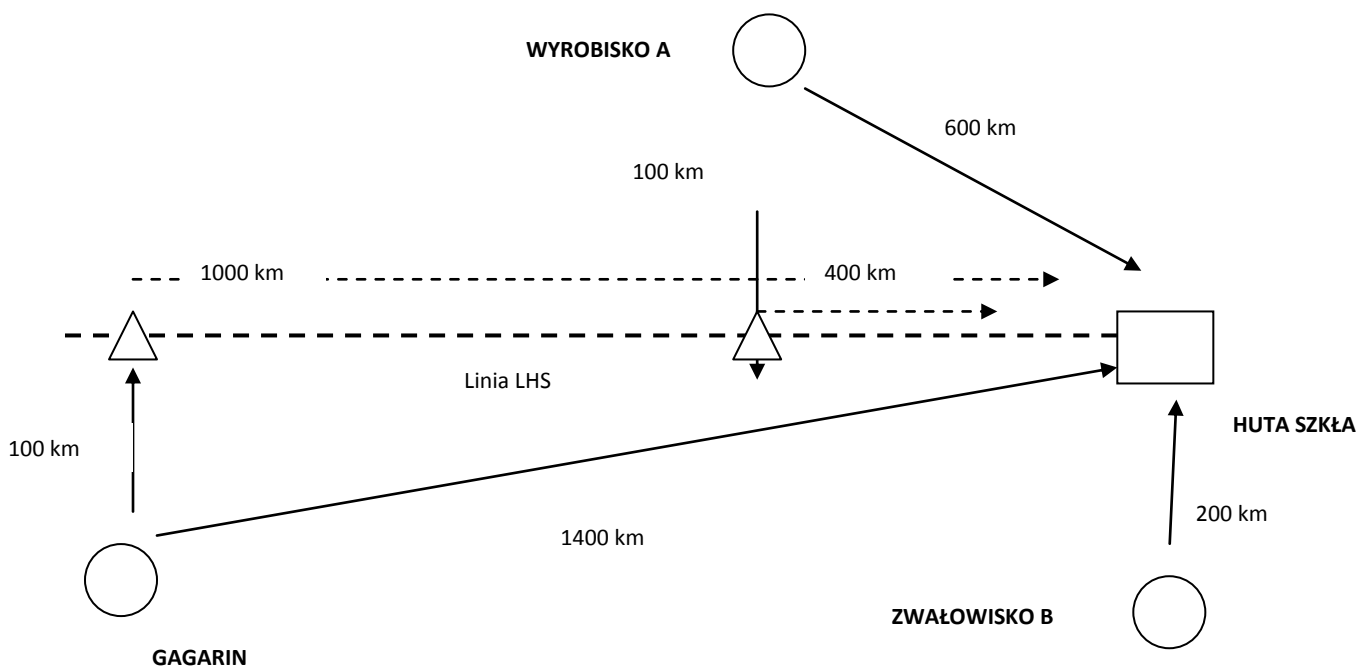 WYROBISKO A
600 km
100 km
1000 km
400 km
Linia LHS
HUTA SZKŁA
100 km
200 km
1400 km
ZWAŁOWISKO B
GAGARIN